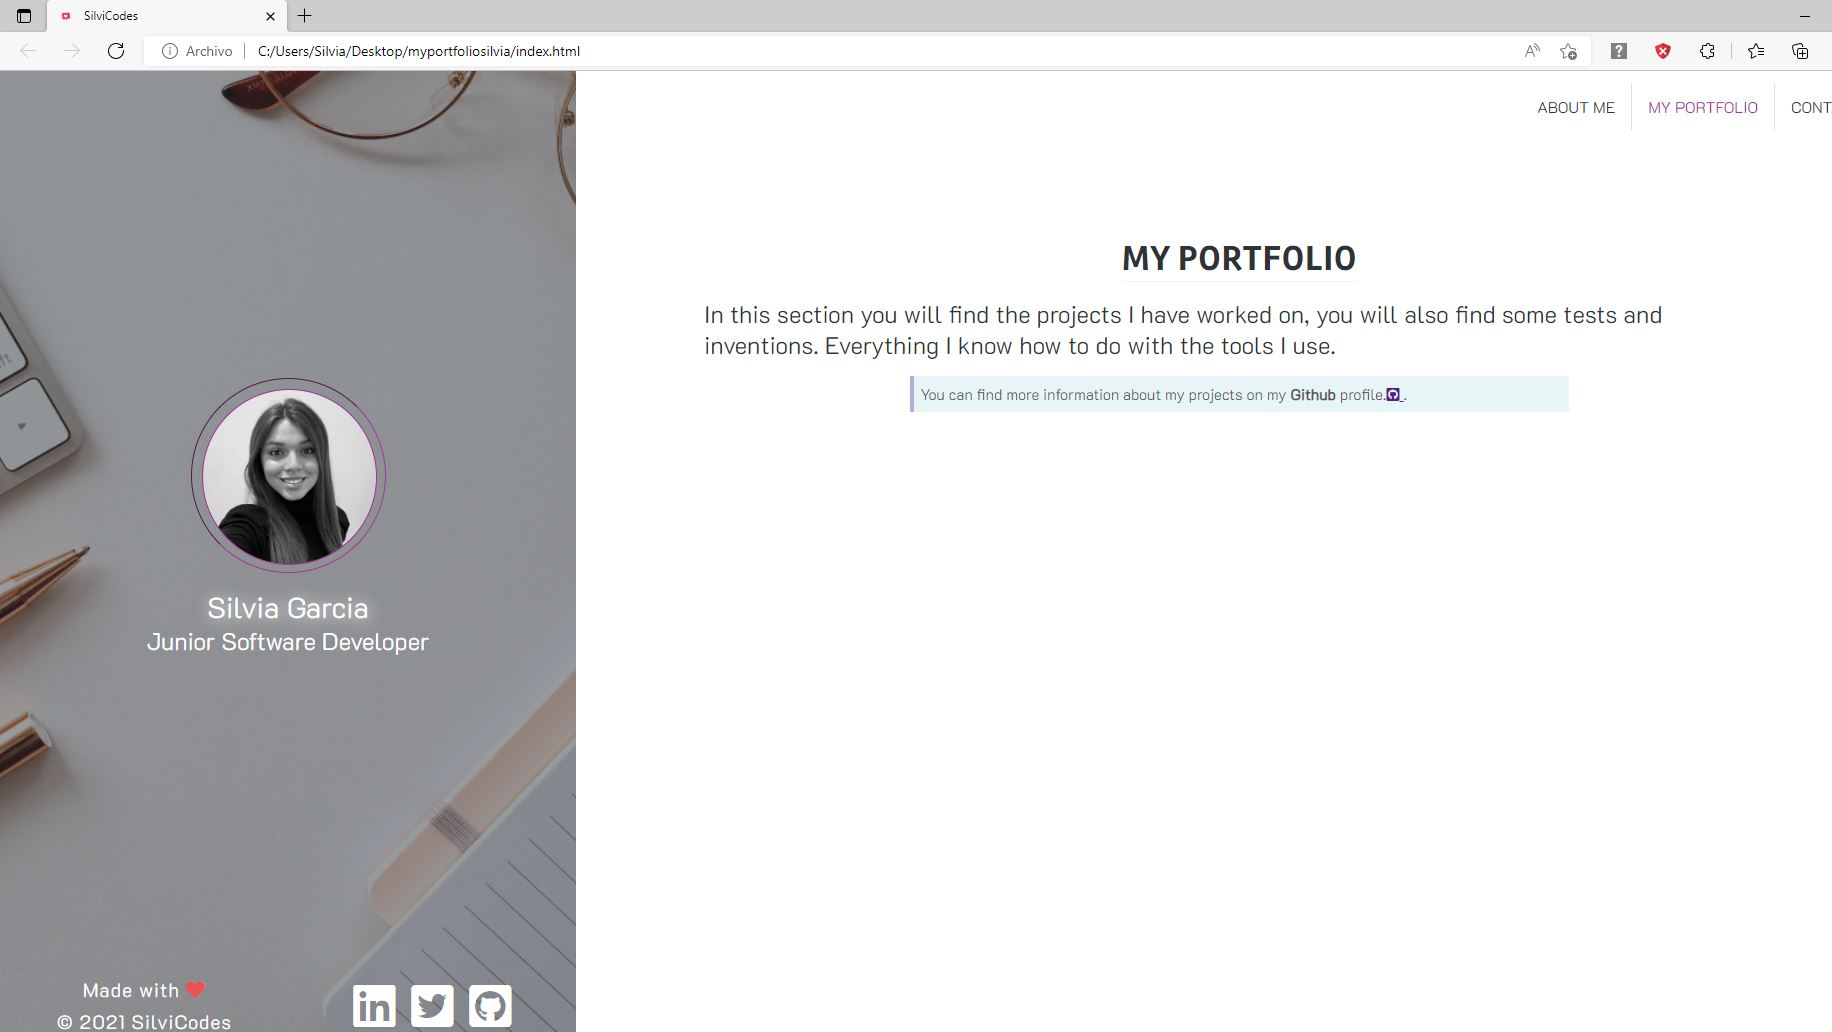 SilviCodes
Archivo
C:/Users/Silvia/Desktop/myportfoliosilvia/index.html
ABOUT ME
MY PORTFOLIO
CONT
MY PORTFOLIO
In this section you will find the projects I have worked on, you will also find some tests and
inventions. Everything I know how to do with the tools I use.
You can find more information about my projects on my Github profile. .
Silvia Garcia
Junior Software Developer
Made with ❤
© 2021 SilviCodes
in